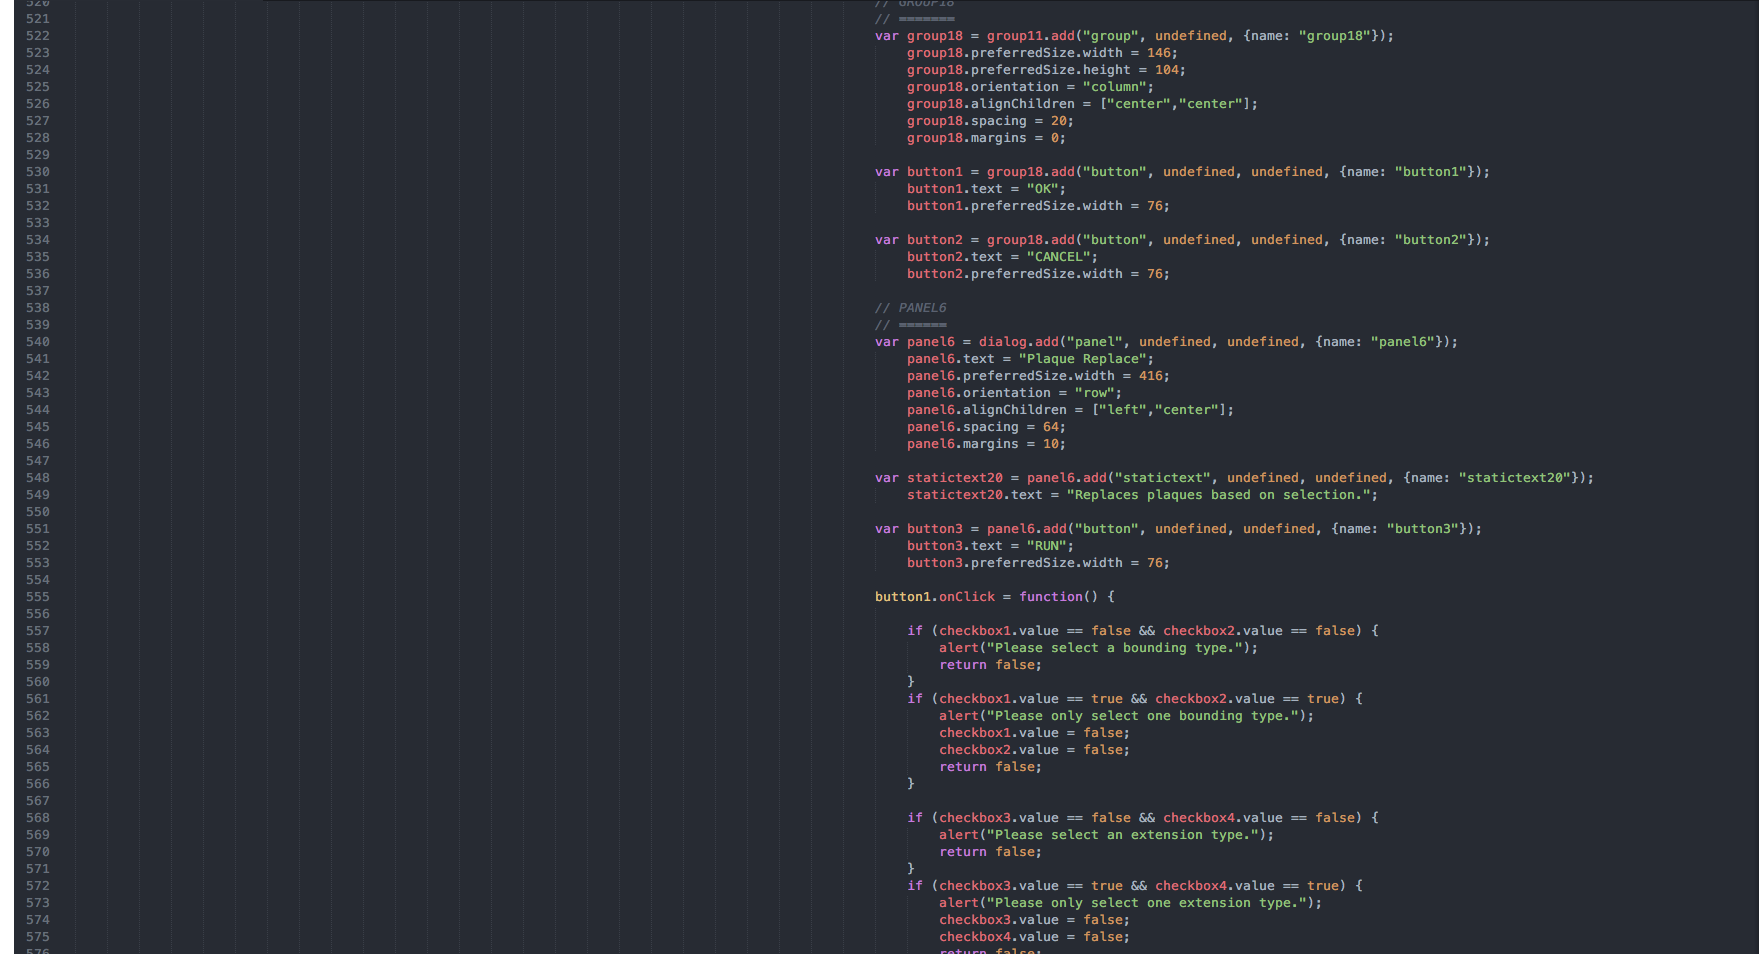 520 // GROUP18
521 // =======
522 var group18 = group11.add("group", undefined, {name: "group18"});
523 group18.preferredSize.width = 146;
524 group18.preferredSize.height = 104;
525 group18.orientation = "column";
526 group18.alignChildren = ["center","center"];
527 group18.spacing = 20;
528 group18.margins = 0;
529
530 var button1 = group18.add("button", undefined, undefined, {name: "button1"});
531 button1.text = "OK";
532 button1.preferredSize.width = 76;
533
534 var button2 = group18.add("button", undefined, undefined, {name: "button2"});
535 button2.text = "CANCEL";
536 button2.preferredSize.width = 76;
537
538 // PANEL6
539 // ======
540 var panel6 = dialog.add("panel", undefined, undefined, {name: "panel6"});
541 panel6.text = "Plaque Replace";
542 panel6.preferredSize.width = 416;
543 panel6.orientation = "row";
544 panel6.alignChildren = ["left","center"];
545 panel6.spacing = 64;
546 panel6.margins = 10;
547
548 var statictext20 = panel6.add("statictext", undefined, undefined, {name: "statictext20"});
549 statictext20.text = "Replaces plaques based on selection.";
550
551 var button3 = panel6.add("button", undefined, undefined, {name: "button3"});
552 button3.text = "RUN";
553 button3.preferredSize.width = 76;
554
555 button1.onClick = function() {
556
557 if (checkbox1.value == false && checkbox2.value == false) {
558 alert("Please select a bounding type.");
559 return false;
560 }
561 if (checkbox1.value == true && checkbox2.value == true) {
562 alert("Please only select one bounding type.");
563 checkbox1.value = false;
564 checkbox2.value = false;
565 return false;
566 }
567
568 if (checkbox3.value == false && checkbox4.value == false) {
569 alert("Please select an extension type.");
570 return false;
571 }
572 if (checkbox3.value == true && checkbox4.value == true) {
573 alert("Please only select one extension type.");
574 checkbox3.value = false;
575 checkbox4.value = false;
576 return false;